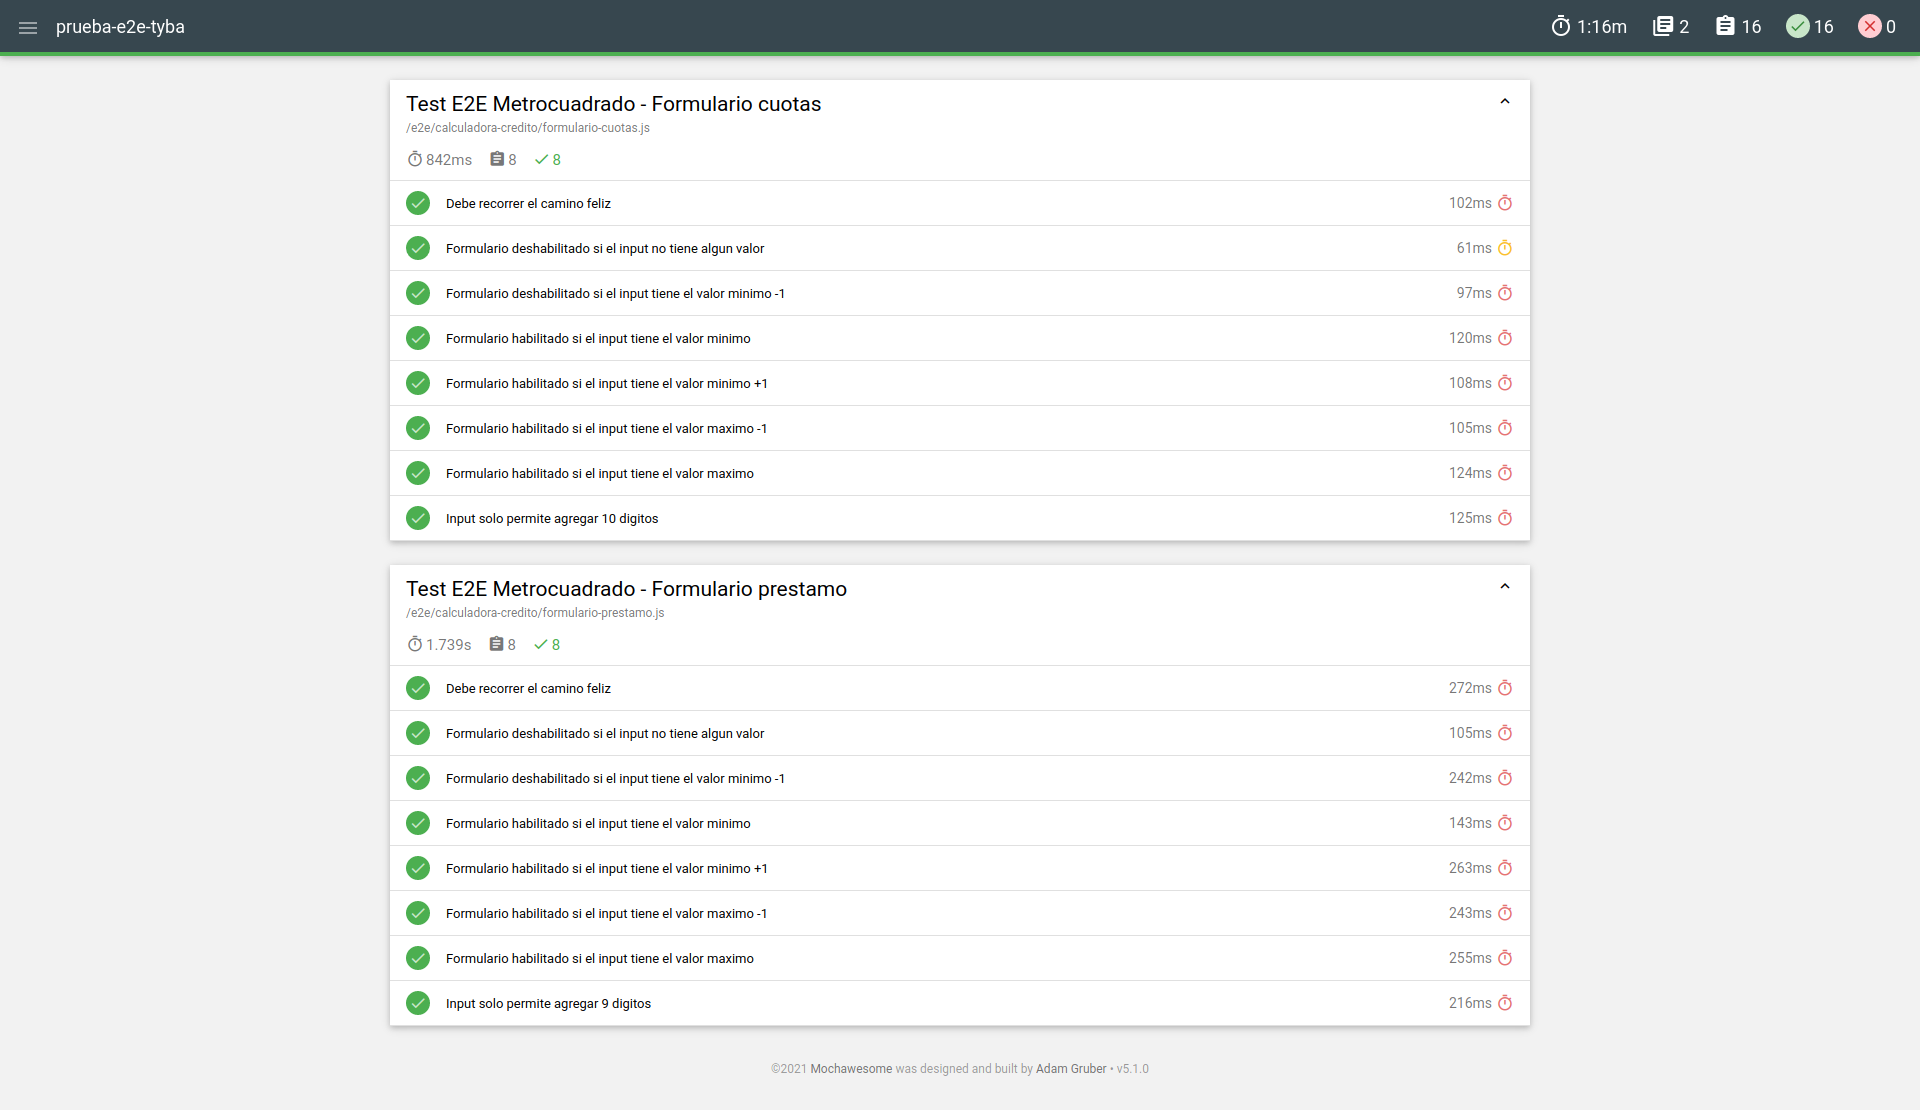 prueba-e2e-tyba 1:16m 2 16 16 0
Test E2E Metrocuadrado - Formulario cuotas
/e2e/calculadora-credito/formulario-cuotas.js
842ms 8 8
Debe recorrer el camino feliz 102ms
Formulario deshabilitado si el input no tiene algun valor 61ms
Formulario deshabilitado si el input tiene el valor minimo -1 97ms
Formulario habilitado si el input tiene el valor minimo 120ms
Formulario habilitado si el input tiene el valor minimo +1 108ms
Formulario habilitado si el input tiene el valor maximo -1 105ms
Formulario habilitado si el input tiene el valor maximo 124ms
Input solo permite agregar 10 digitos 125ms
Test E2E Metrocuadrado - Formulario prestamo
/e2e/calculadora-credito/formulario-prestamo.js
1.739s 8 8
Debe recorrer el camino feliz 272ms
Formulario deshabilitado si el input no tiene algun valor 105ms
Formulario deshabilitado si el input tiene el valor minimo -1 242ms
Formulario habilitado si el input tiene el valor minimo 143ms
Formulario habilitado si el input tiene el valor minimo +1 263ms
Formulario habilitado si el input tiene el valor maximo -1 243ms
Formulario habilitado si el input tiene el valor maximo 255ms
Input solo permite agregar 9 digitos 216ms
©2021 Mochawesome was designed and built by Adam Gruber • v5.1.0